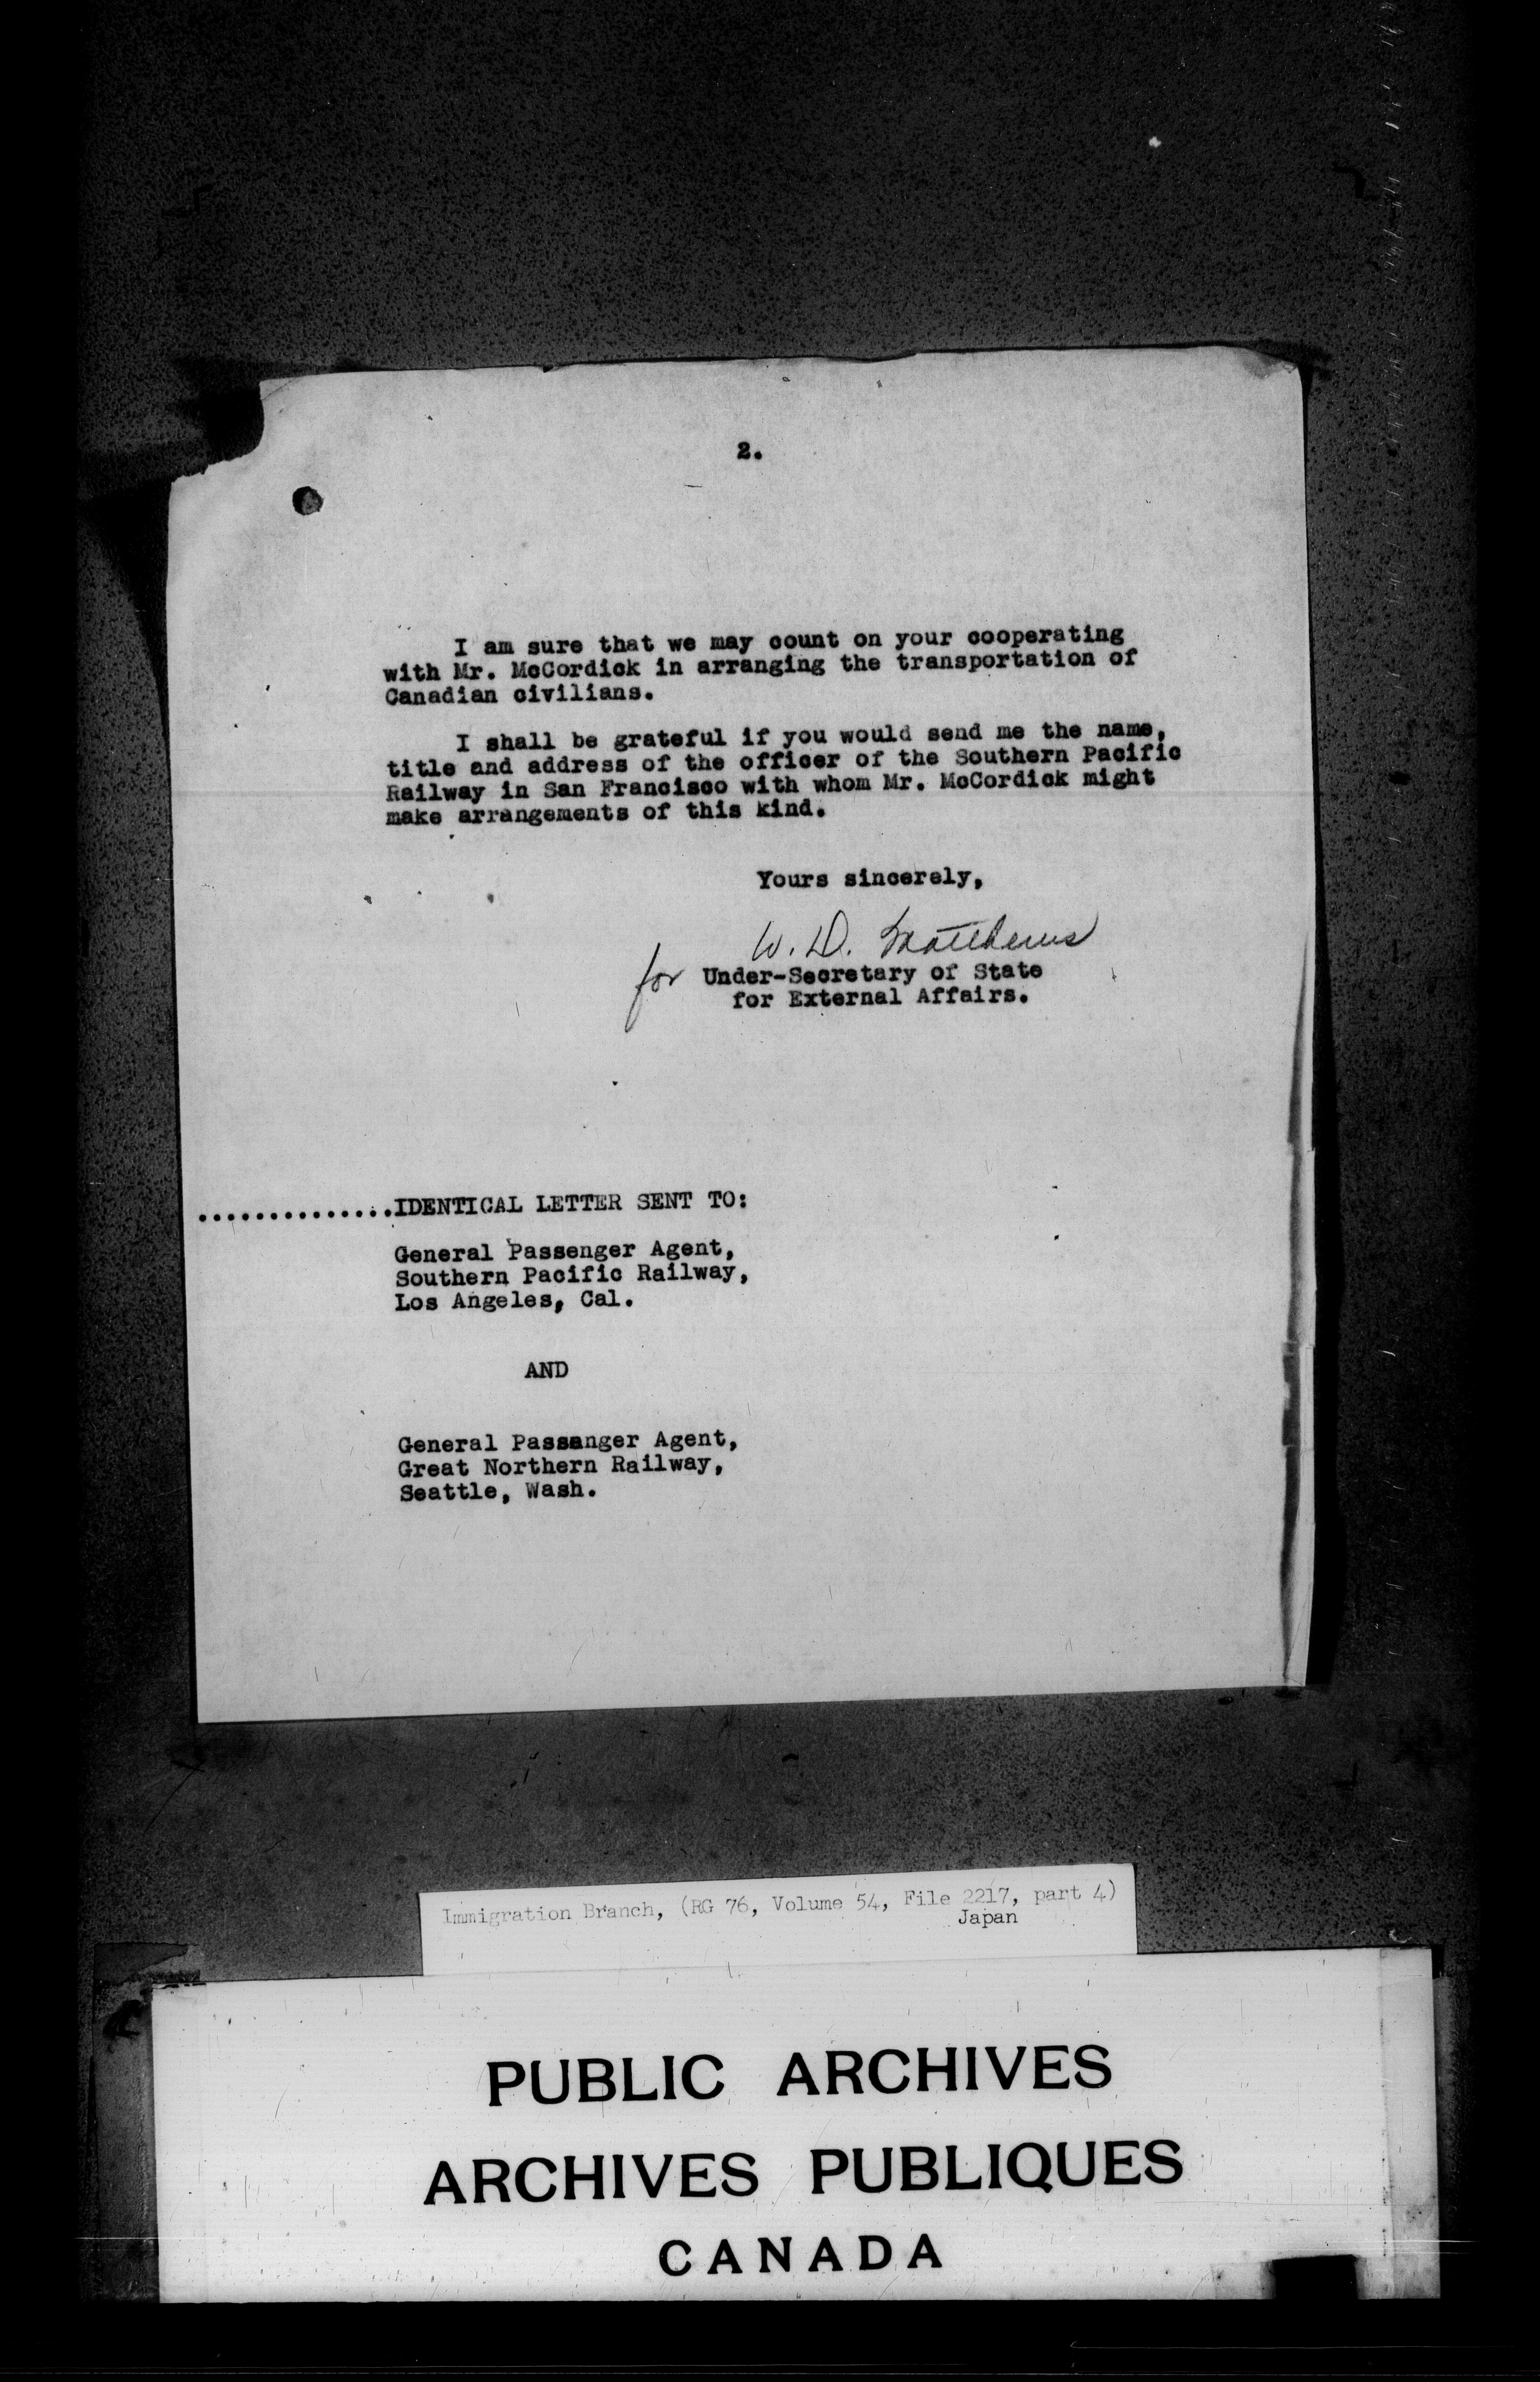 2.
I am sure that we may count on your cooperating
with Mr. McCordick in arranging the transportation of
Canadian civilians.
I shall be grateful if you would send me the name,
title and address of the officer of the Southern Pacific
Railway in San Francisco with whom Mr. McCordick might
make arrangements of this kind.
Yours sincerely,
W. D. Matthews
for Under-Secretary of State
for External Affairs.
..............IDENTICAL LETTER SENT TO:
General Passenger Agent,
Southern Pacific Railway,
Los Angeles, Cal.
AND
General Passanger Agent,
Great Northern Railway,
Seattle, Wash.
Immigration Branch, (RG 76, Volume 54, File 2217, part 4)
Japan
PUBLIC ARCHIVES
ARCHIVES PUBLIQUES
CANADA